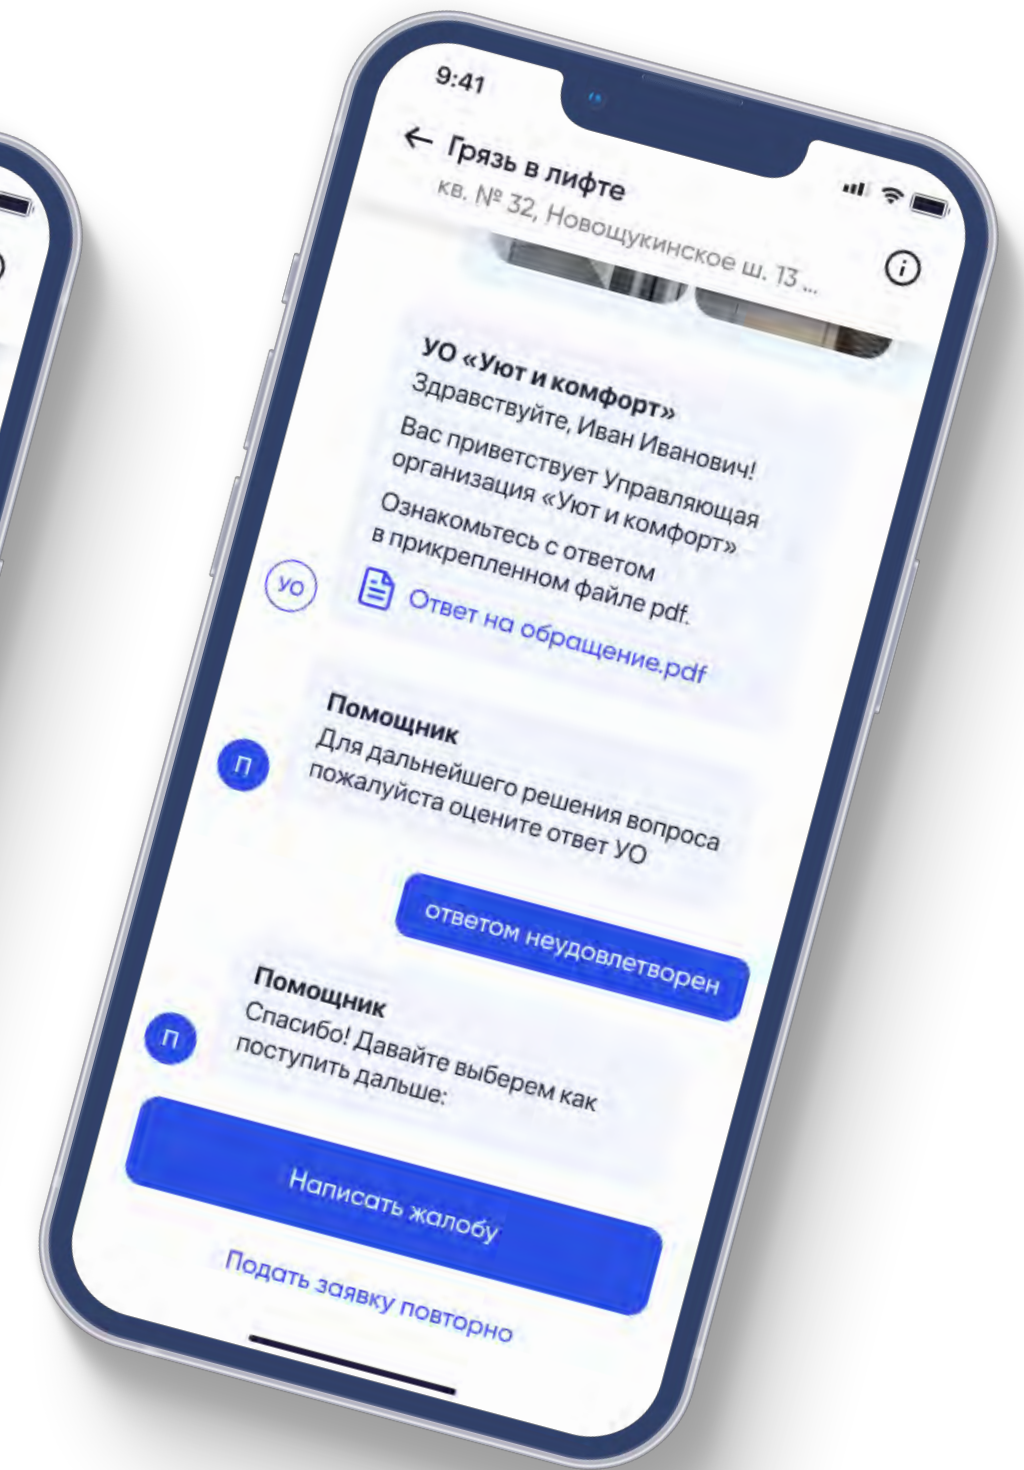 9:41
Грязь в лифте
кв. № 32, Новощукинское ш. 13 ...
УО «Уют и комфорт»
Здравствуйте, Иван Иванович!
Вас приветствует Управляющая
организация «Уют и комфорт»
Ознакомьтесь с ответом
в прикрепленном файле pdf.
УО
Ответ на обращение.pdf
Помощник
П
Для дальнейшего решения вопроса
пожалуйста оцените ответ УО
ответом неудовлетворен
Помощник
П
Спасибо! Давайте выберем как
поступить дальше:
Написать жалобу
Подать заявку повторно